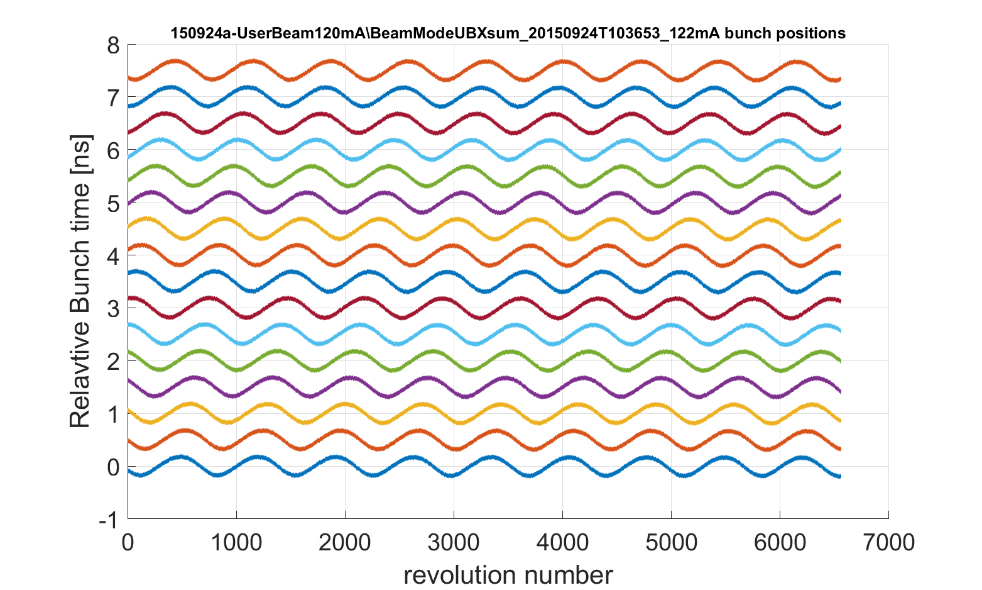 150924a-UserBeam120mA\BeamModeUBXsum_20150924T103653_122mA bunch positions
8
7
6
5
4
3
2
1
0
-1
Relavtive Bunch time [ns]
0 1000 2000 3000 4000 5000 6000 7000
revolution number